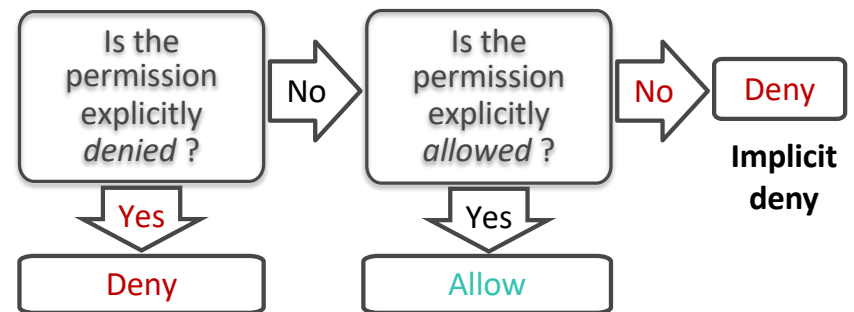 Is the
permission
explicitly
denied ?
No
Is the
permission
explicitly
allowed ?
No
Deny
Implicit
deny
Yes
Yes
Deny
Allow